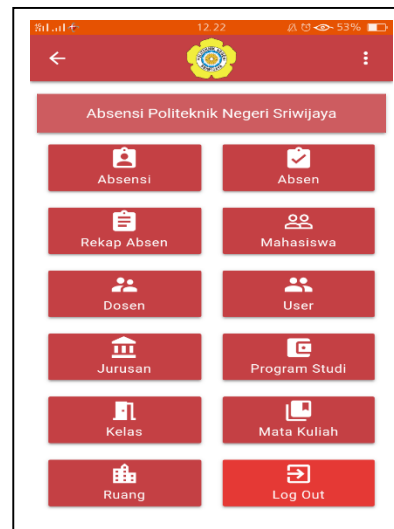 12.22
53%
Absensi Politeknik Negeri Sriwijaya
Absensi
Absen
Rekap Absen
Mahasiswa
Dosen
User
Jurusan
Program Studi
Kelas
Mata Kuliah
Ruang
Log Out